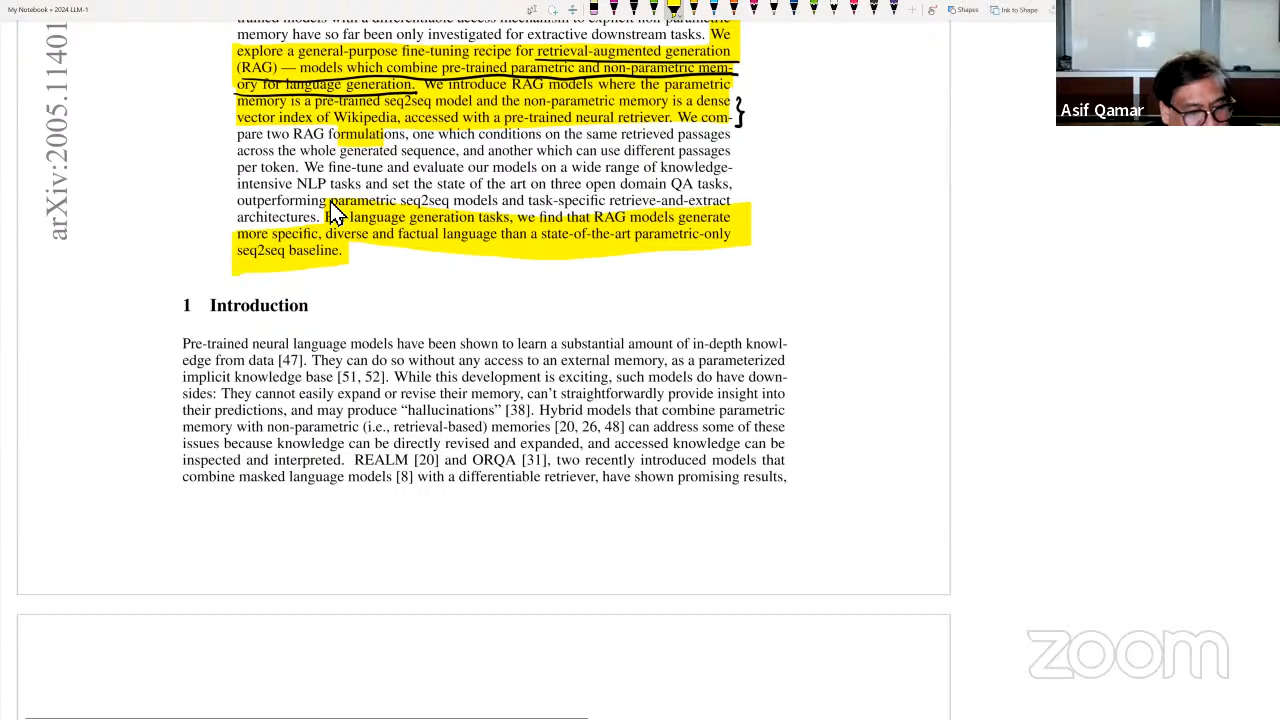 My Notebook » 2024 LLM-1
Shapes
Ink to Shape
Asif Qamar
arXiv:2005.11401
trained models with a differentiable access mechanism to explicit non-parametric
memory have so far been only investigated for extractive downstream tasks. We
explore a general-purpose fine-tuning recipe for retrieval-augmented generation
(RAG) — models which combine pre-trained parametric and non-parametric mem-
ory for language generation. We introduce RAG models where the parametric
memory is a pre-trained seq2seq model and the non-parametric memory is a dense
vector index of Wikipedia, accessed with a pre-trained neural retriever. We com-
pare two RAG formulations, one which conditions on the same retrieved passages
across the whole generated sequence, and another which can use different passages
per token. We fine-tune and evaluate our models on a wide range of knowledge-
intensive NLP tasks and set the state of the art on three open domain QA tasks,
outperforming parametric seq2seq models and task-specific retrieve-and-extract
architectures. language generation tasks, we find that RAG models generate
more specific, diverse and factual language than a state-of-the-art parametric-only
seq2seq baseline.
1 Introduction
Pre-trained neural language models have been shown to learn a substantial amount of in-depth knowl-
edge from data [47]. They can do so without any access to an external memory, as a parameterized
implicit knowledge base [51, 52]. While this development is exciting, such models do have down-
sides: They cannot easily expand or revise their memory, can't straightforwardly provide insight into
their predictions, and may produce “hallucinations” [38]. Hybrid models that combine parametric
memory with non-parametric (i.e., retrieval-based) memories [20, 26, 48] can address some of these
issues because knowledge can be directly revised and expanded, and accessed knowledge can be
inspected and interpreted. REALM [20] and ORQA [31], two recently introduced models that
combine masked language models [8] with a differentiable retriever, have shown promising results,
zoom